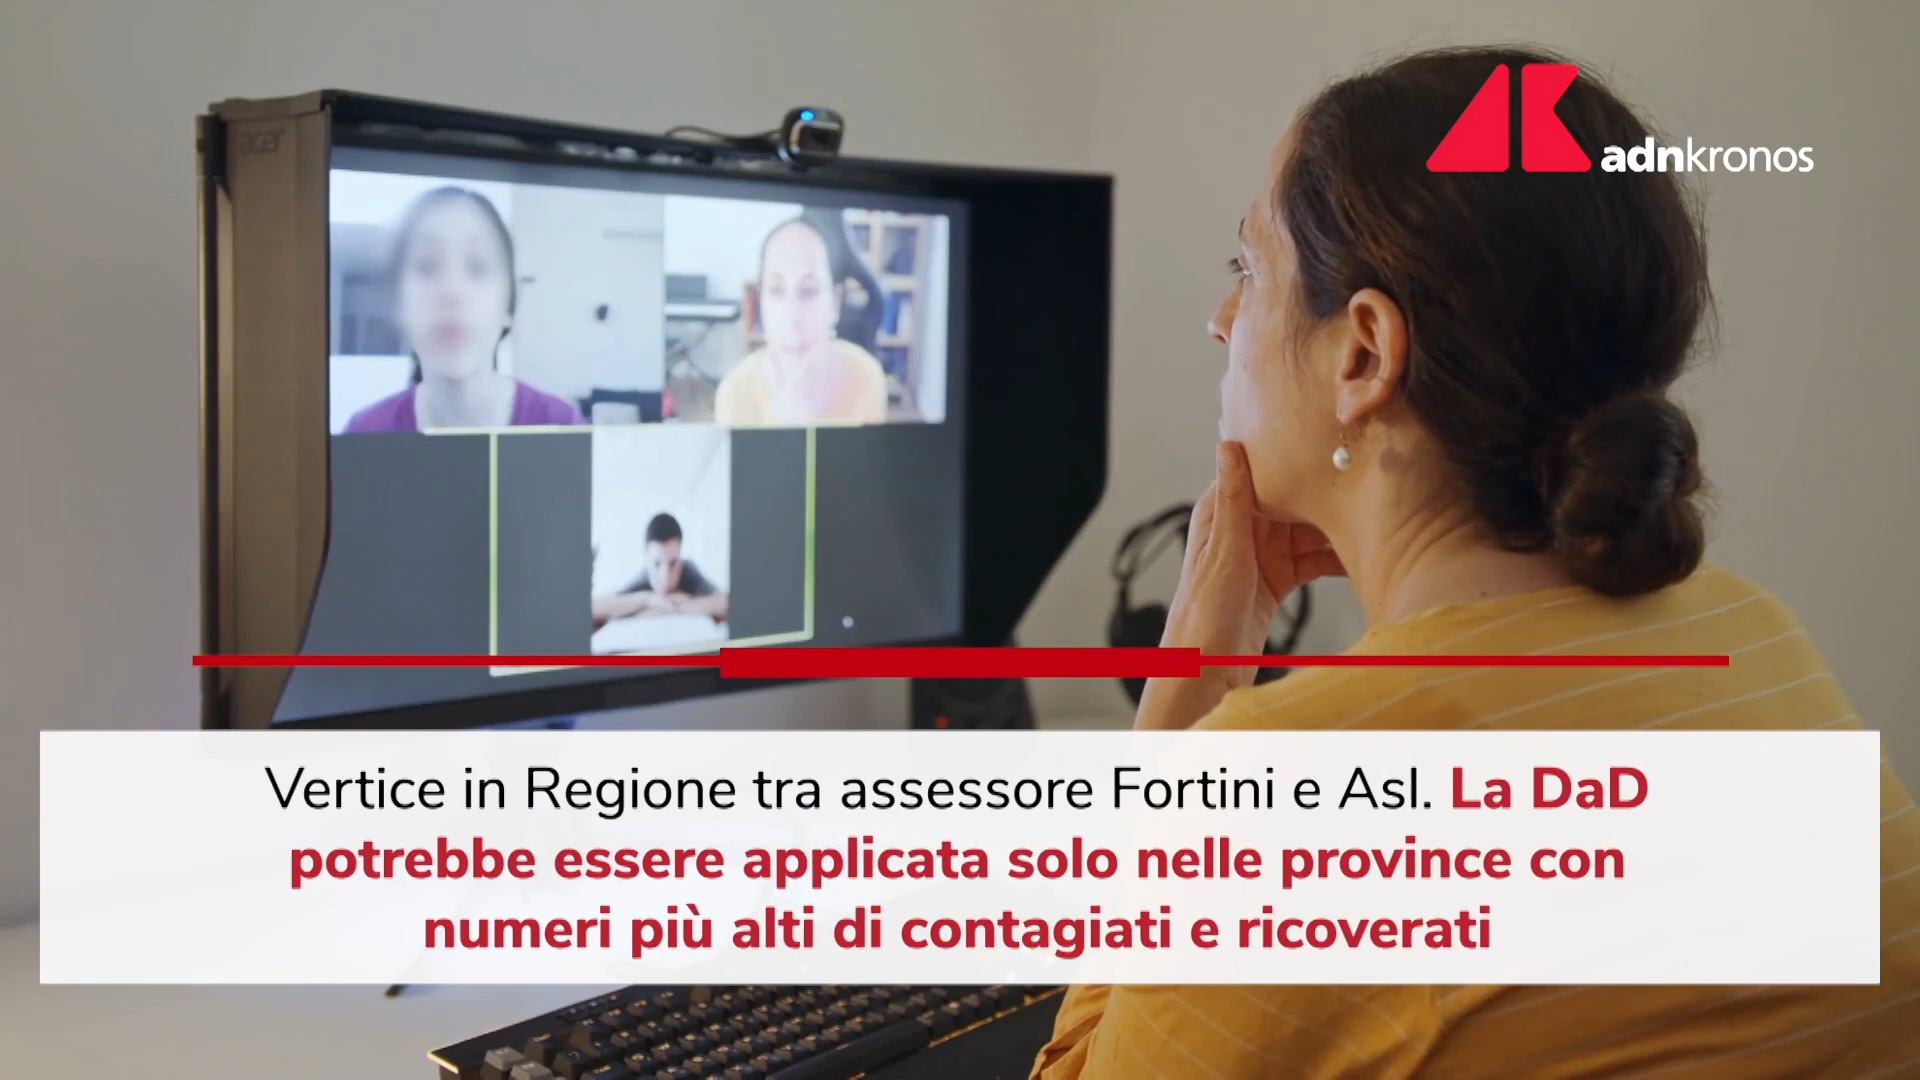 acer
adnkronos
Vertice in Regione tra assessore Fortini e Asl. La DaD
potrebbe essere applicata solo nelle province con
numeri più alti di contagiati e ricoverati